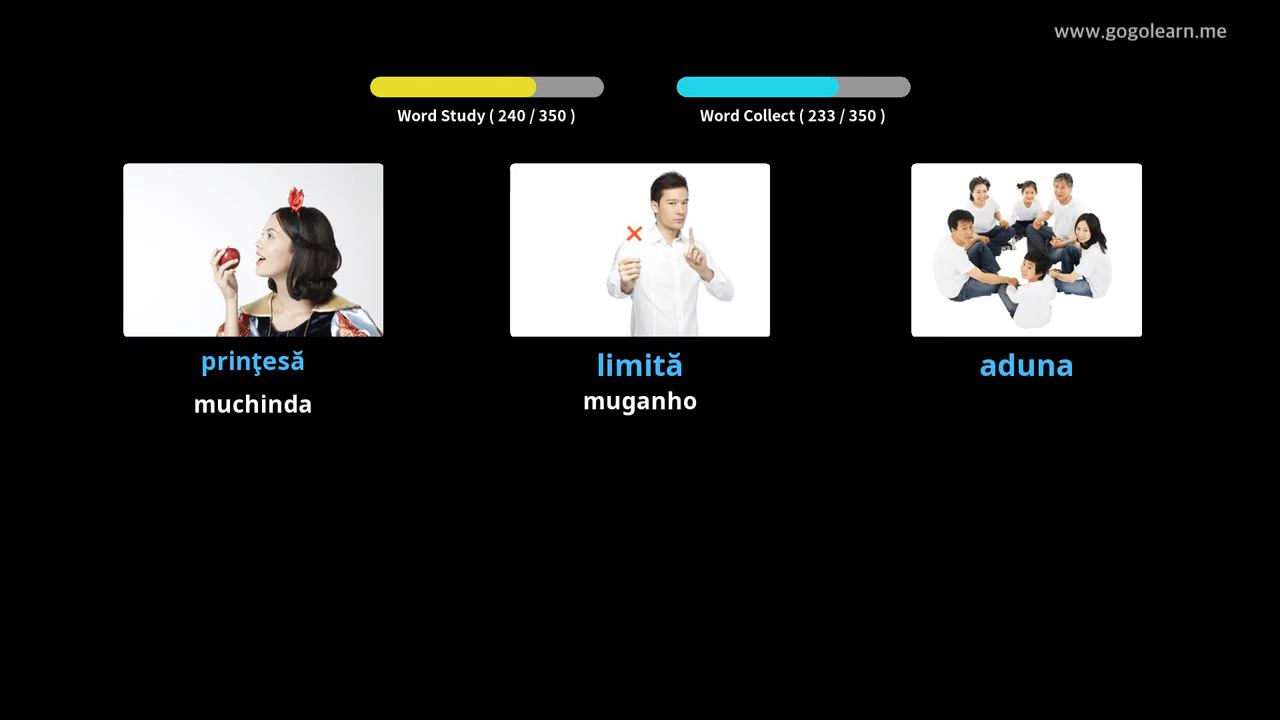 www.gogolearn.me
Word Study ( 240 / 350 )
Word Collect ( 233 / 350 )
prinţesă
muchinda
limită
muganho
aduna